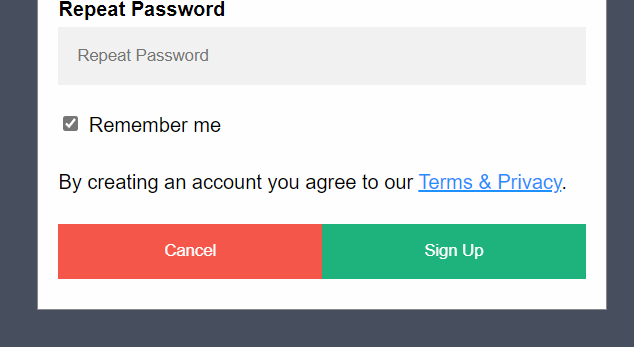 Repeat Password
Repeat Password
Remember me
By creating an account you agree to our Terms & Privacy.
Cancel
Sign Up